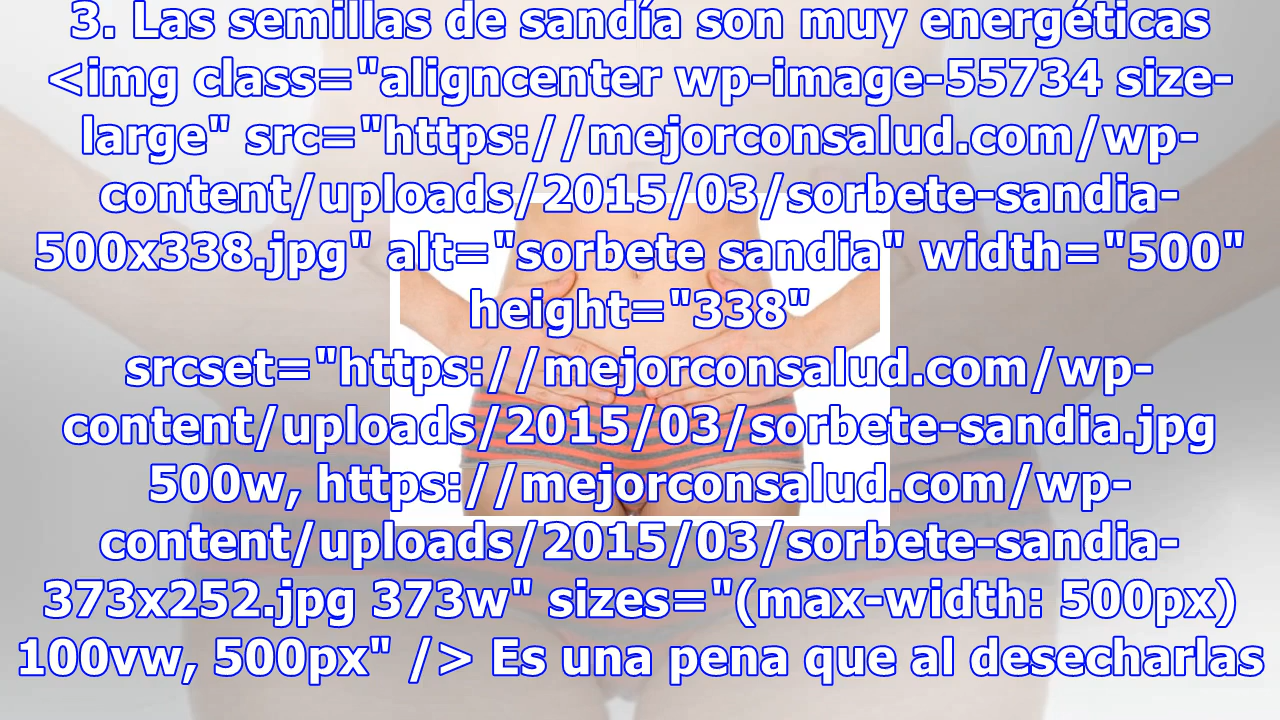 3. Las semillas de sandía son muy energéticas
<img class="aligncenter wp-image-55734 size-
large" src="https://mejorconsalud.com/wp-
content/uploads/2015/03/sorbete-sandia-
500x338.jpg" alt="sorbete sandia" width="500"
height="338"
srcset="https://mejorconsalud.com/wp-
content/uploads/2015/03/sorbete-sandia.jpg
500w, https://mejorconsalud.com/wp-
content/uploads/2015/03/sorbete-sandia-
373x252.jpg 373w" sizes="(max-width: 500px)
100vw, 500px" /> Es una pena que al desecharlas